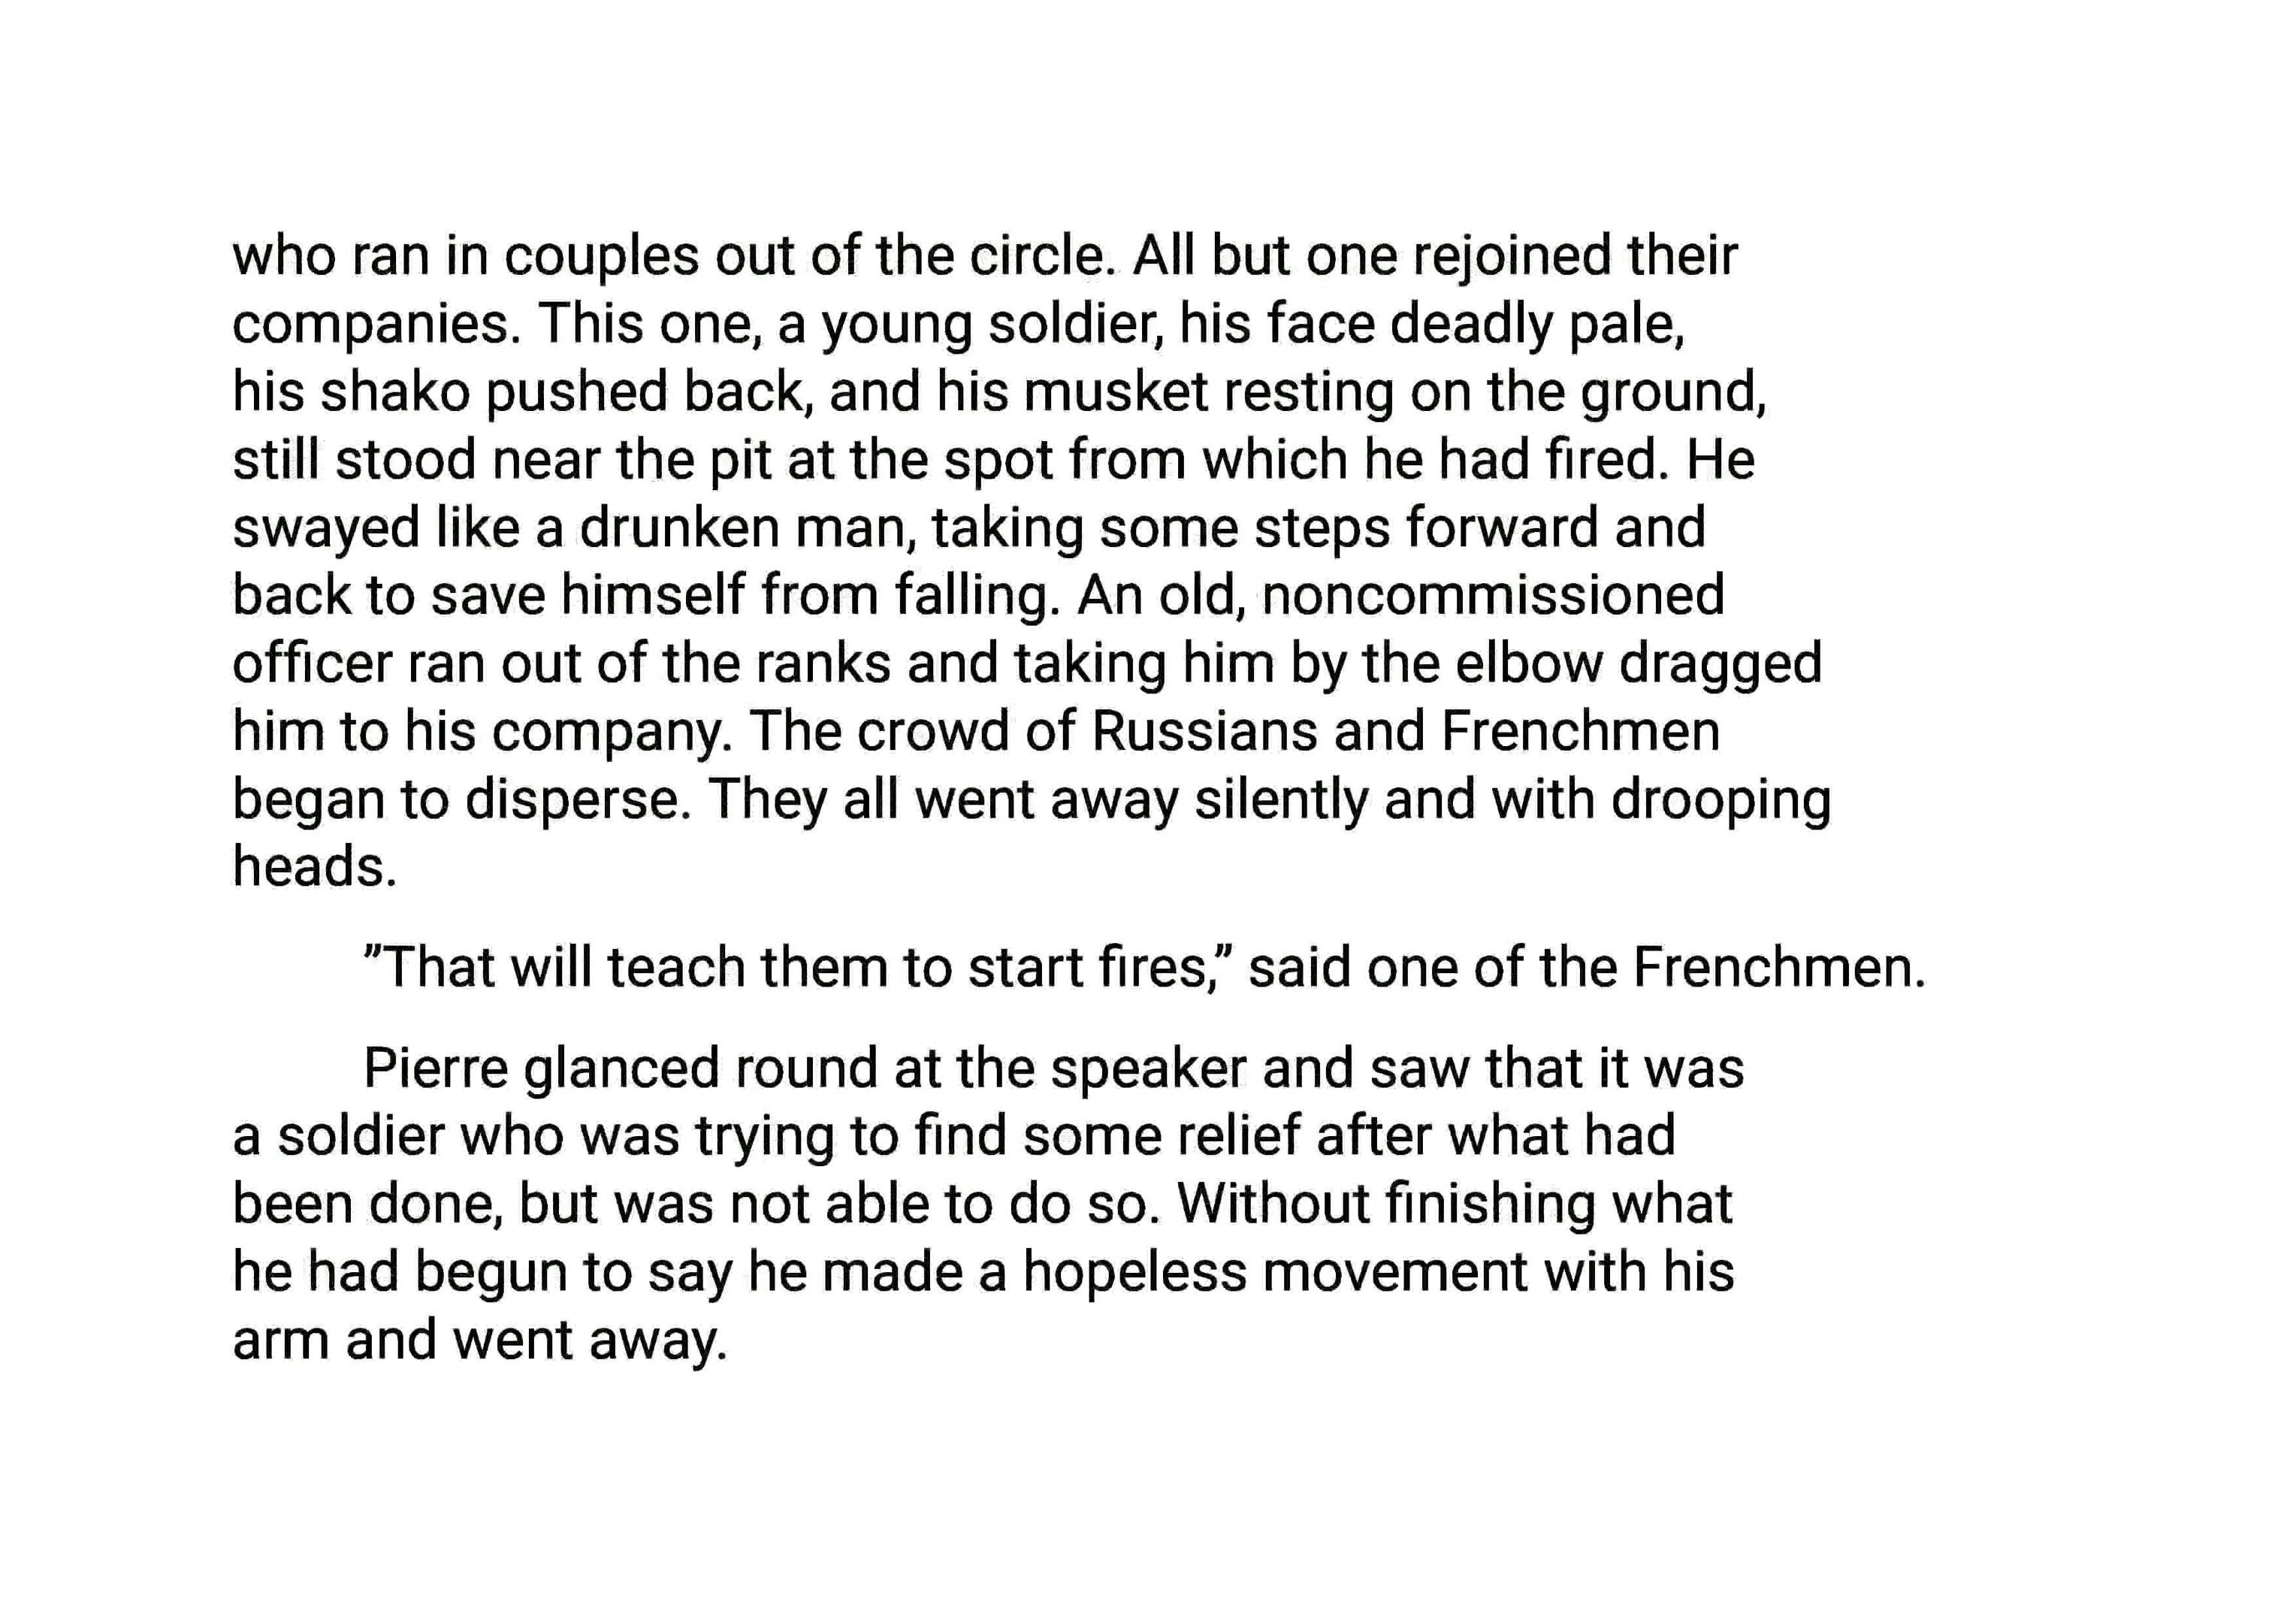 who ran in couples out of the circle. All but one rejoined their
companies. This one, a young soldier, his face deadly pale,
his shako pushed back, and his musket resting on the ground,
still stood near the pit at the spot from which he had fired. He
swayed like a drunken man, taking some steps forward and
back to save himself from falling. An old, noncommissioned
officer ran out of the ranks and taking him by the elbow dragged
him to his company. The crowd of Russians and Frenchmen
began to disperse. They all went away silently and with drooping
heads.
”That will teach them to start fires,” said one of the Frenchmen.
Pierre glanced round at the speaker and saw that it was
a soldier who was trying to find some relief after what had
been done, but was not able to do so. Without finishing what
he had begun to say he made a hopeless movement with his
arm and went away.